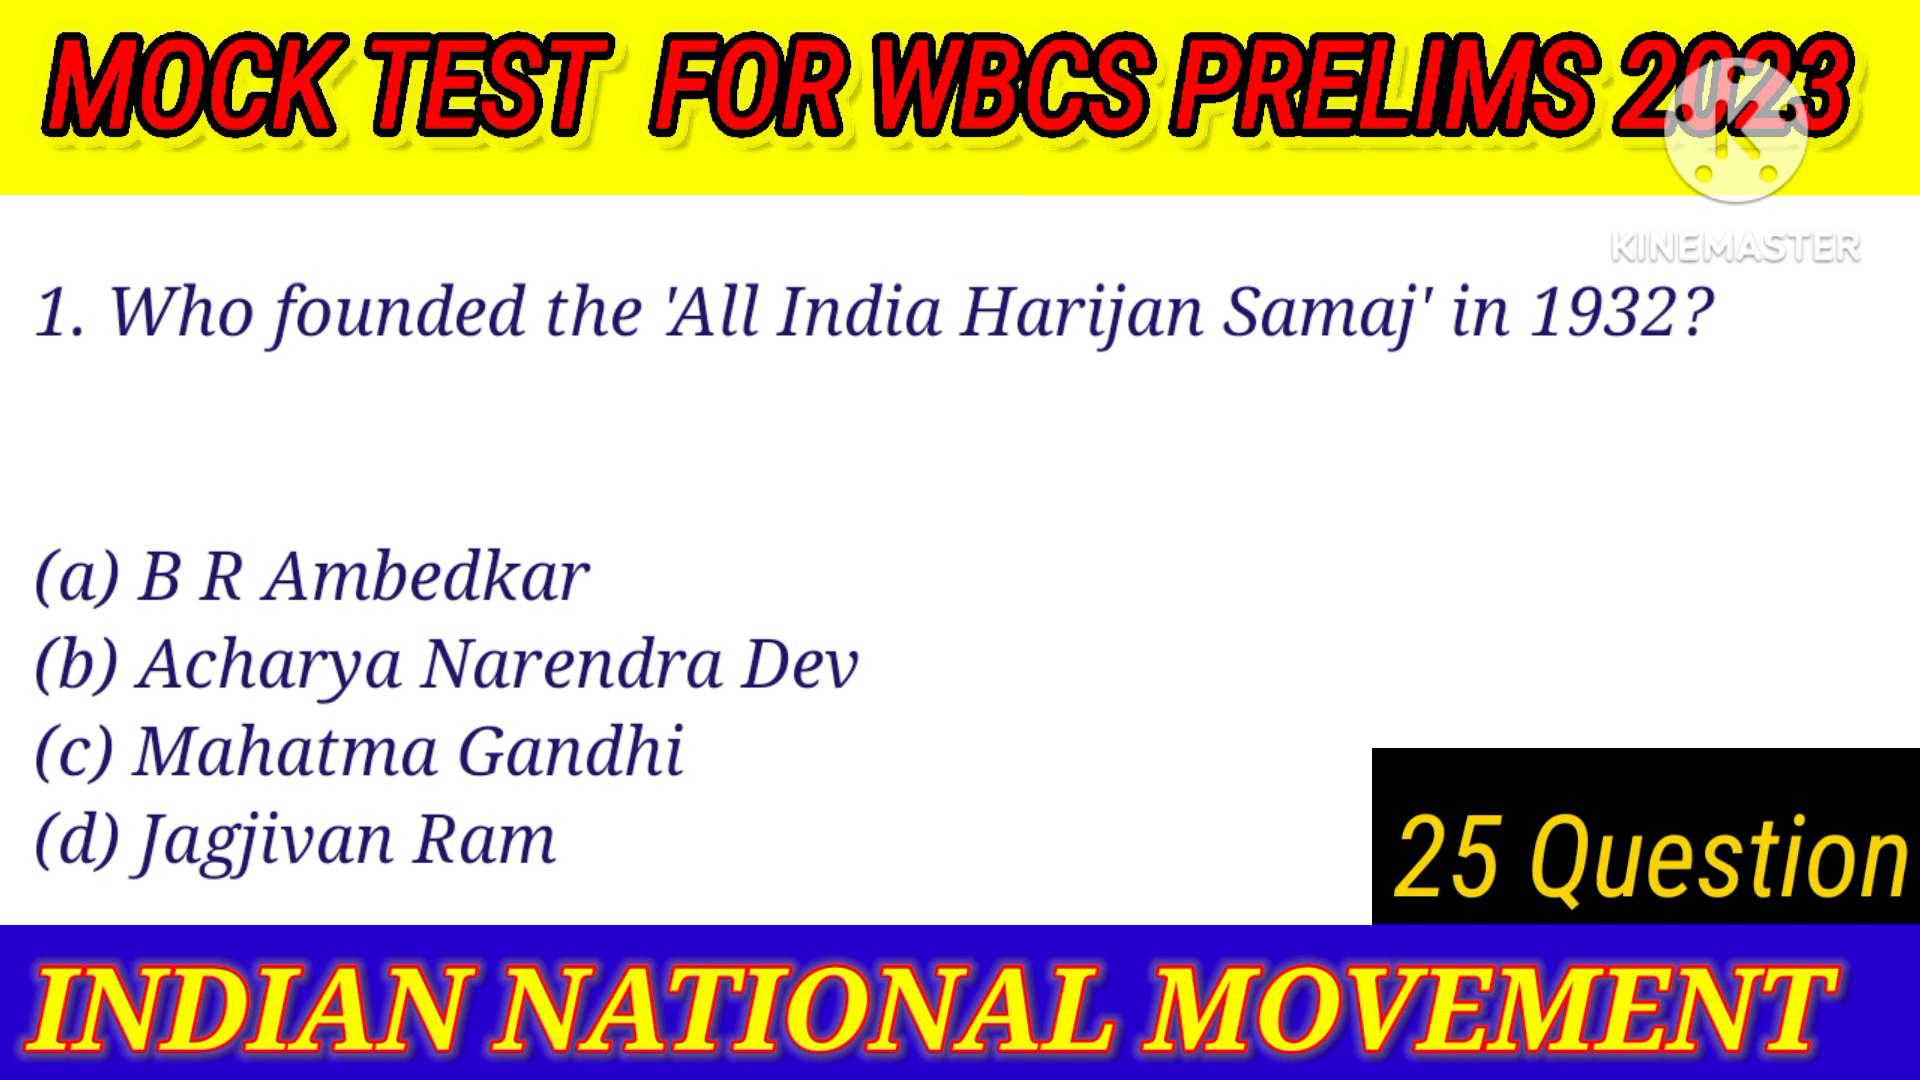 MOCK TEST FOR WBCS PRELIMS 2023
KINEMASTER
1. Who founded the 'All India Harijan Samaj' in 1932?
(a) B R Ambedkar
(b) Acharya Narendra Dev
(c) Mahatma Gandhi
(d) Jagjivan Ram
25 Question
INDIAN NATIONAL MOVEMENT